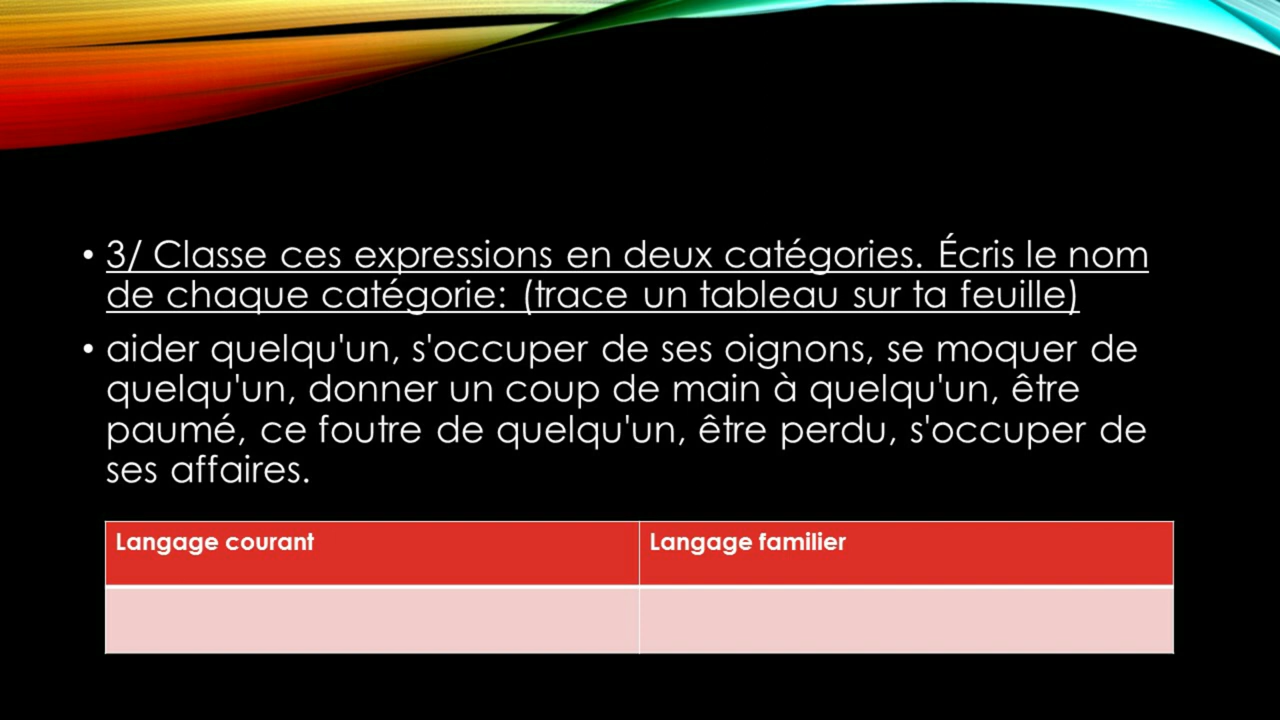 • 3/ Classe ces expressions en deux catégories. Écris le nom
de chaque catégorie: (trace un tableau sur ta feuille)
• aider quelqu'un, s'occuper de ses oignons, se moquer de
quelqu'un, donner un coup de main à quelqu'un, être
paumé, ce foutre de quelqu'un, être perdu, s'occuper de
ses affaires.
Langage courant
Langage familier